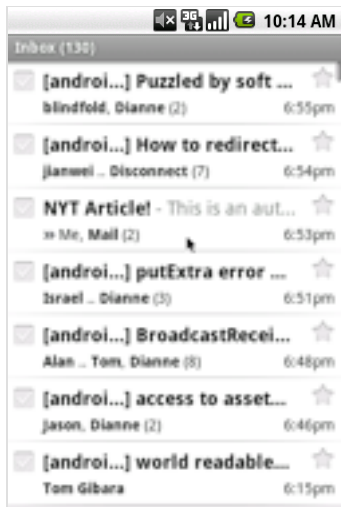 3G 10:14 AM
Inbox (130)
[androi...] Puzzled by soft ...
blindfold, Dianne (2) 6:55pm
[androi...] How to redirect...
jianwei .. Disconnect (7) 6:54pm
NYT Article! - This is an aut...
» Me, Mail (2) 6:53pm
[androi...] putExtra error ...
Israel .. Dianne (3) 6:51pm
[androi...] BroadcastRecei...
Alan .. Tom, Dianne (8) 6:48pm
[androi...] access to asset...
Jason, Dianne (2) 6:46pm
[androi...] world readable...
Tom Gibara 6:15pm